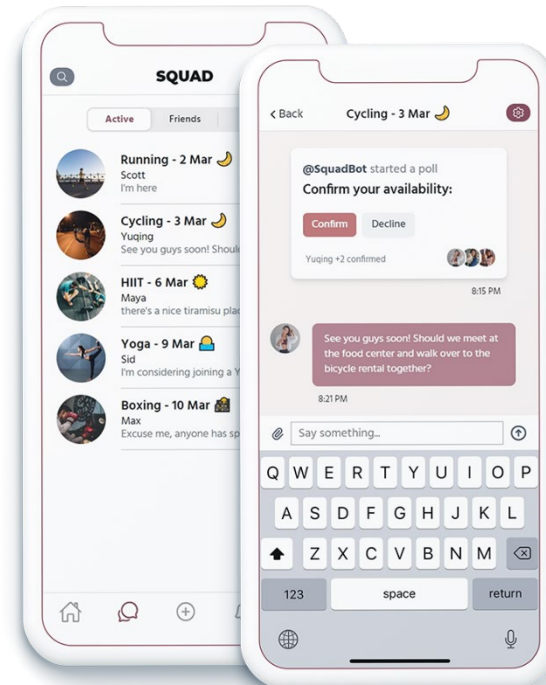 SQUAD
Active Friends
Running - 2 Mar 🌙
Scott
I'm here
Cycling - 3 Mar 🌙
Yuqing
See you guys soon!
HIIT - 6 Mar 🌞
Maya
there's a nice tiramisu
Yoga - 9 Mar
Sid
I'm considering joining a
Boxing - 10 Mar
Max
Excuse me, anyone has
Back
Cycling - 3 Mar 🌙
@SquadBot started a poll
Confirm your availability:
Confirm Decline
Yuqing +2 confirmed
8:15 PM
See you guys soon! Should we meet at
the food center and walk over to the
bicycle rental together?
8:21 PM
Say something...
Q W E R T Y U I O P
A S D F G H J K L
Z X C V B N M
123 space return